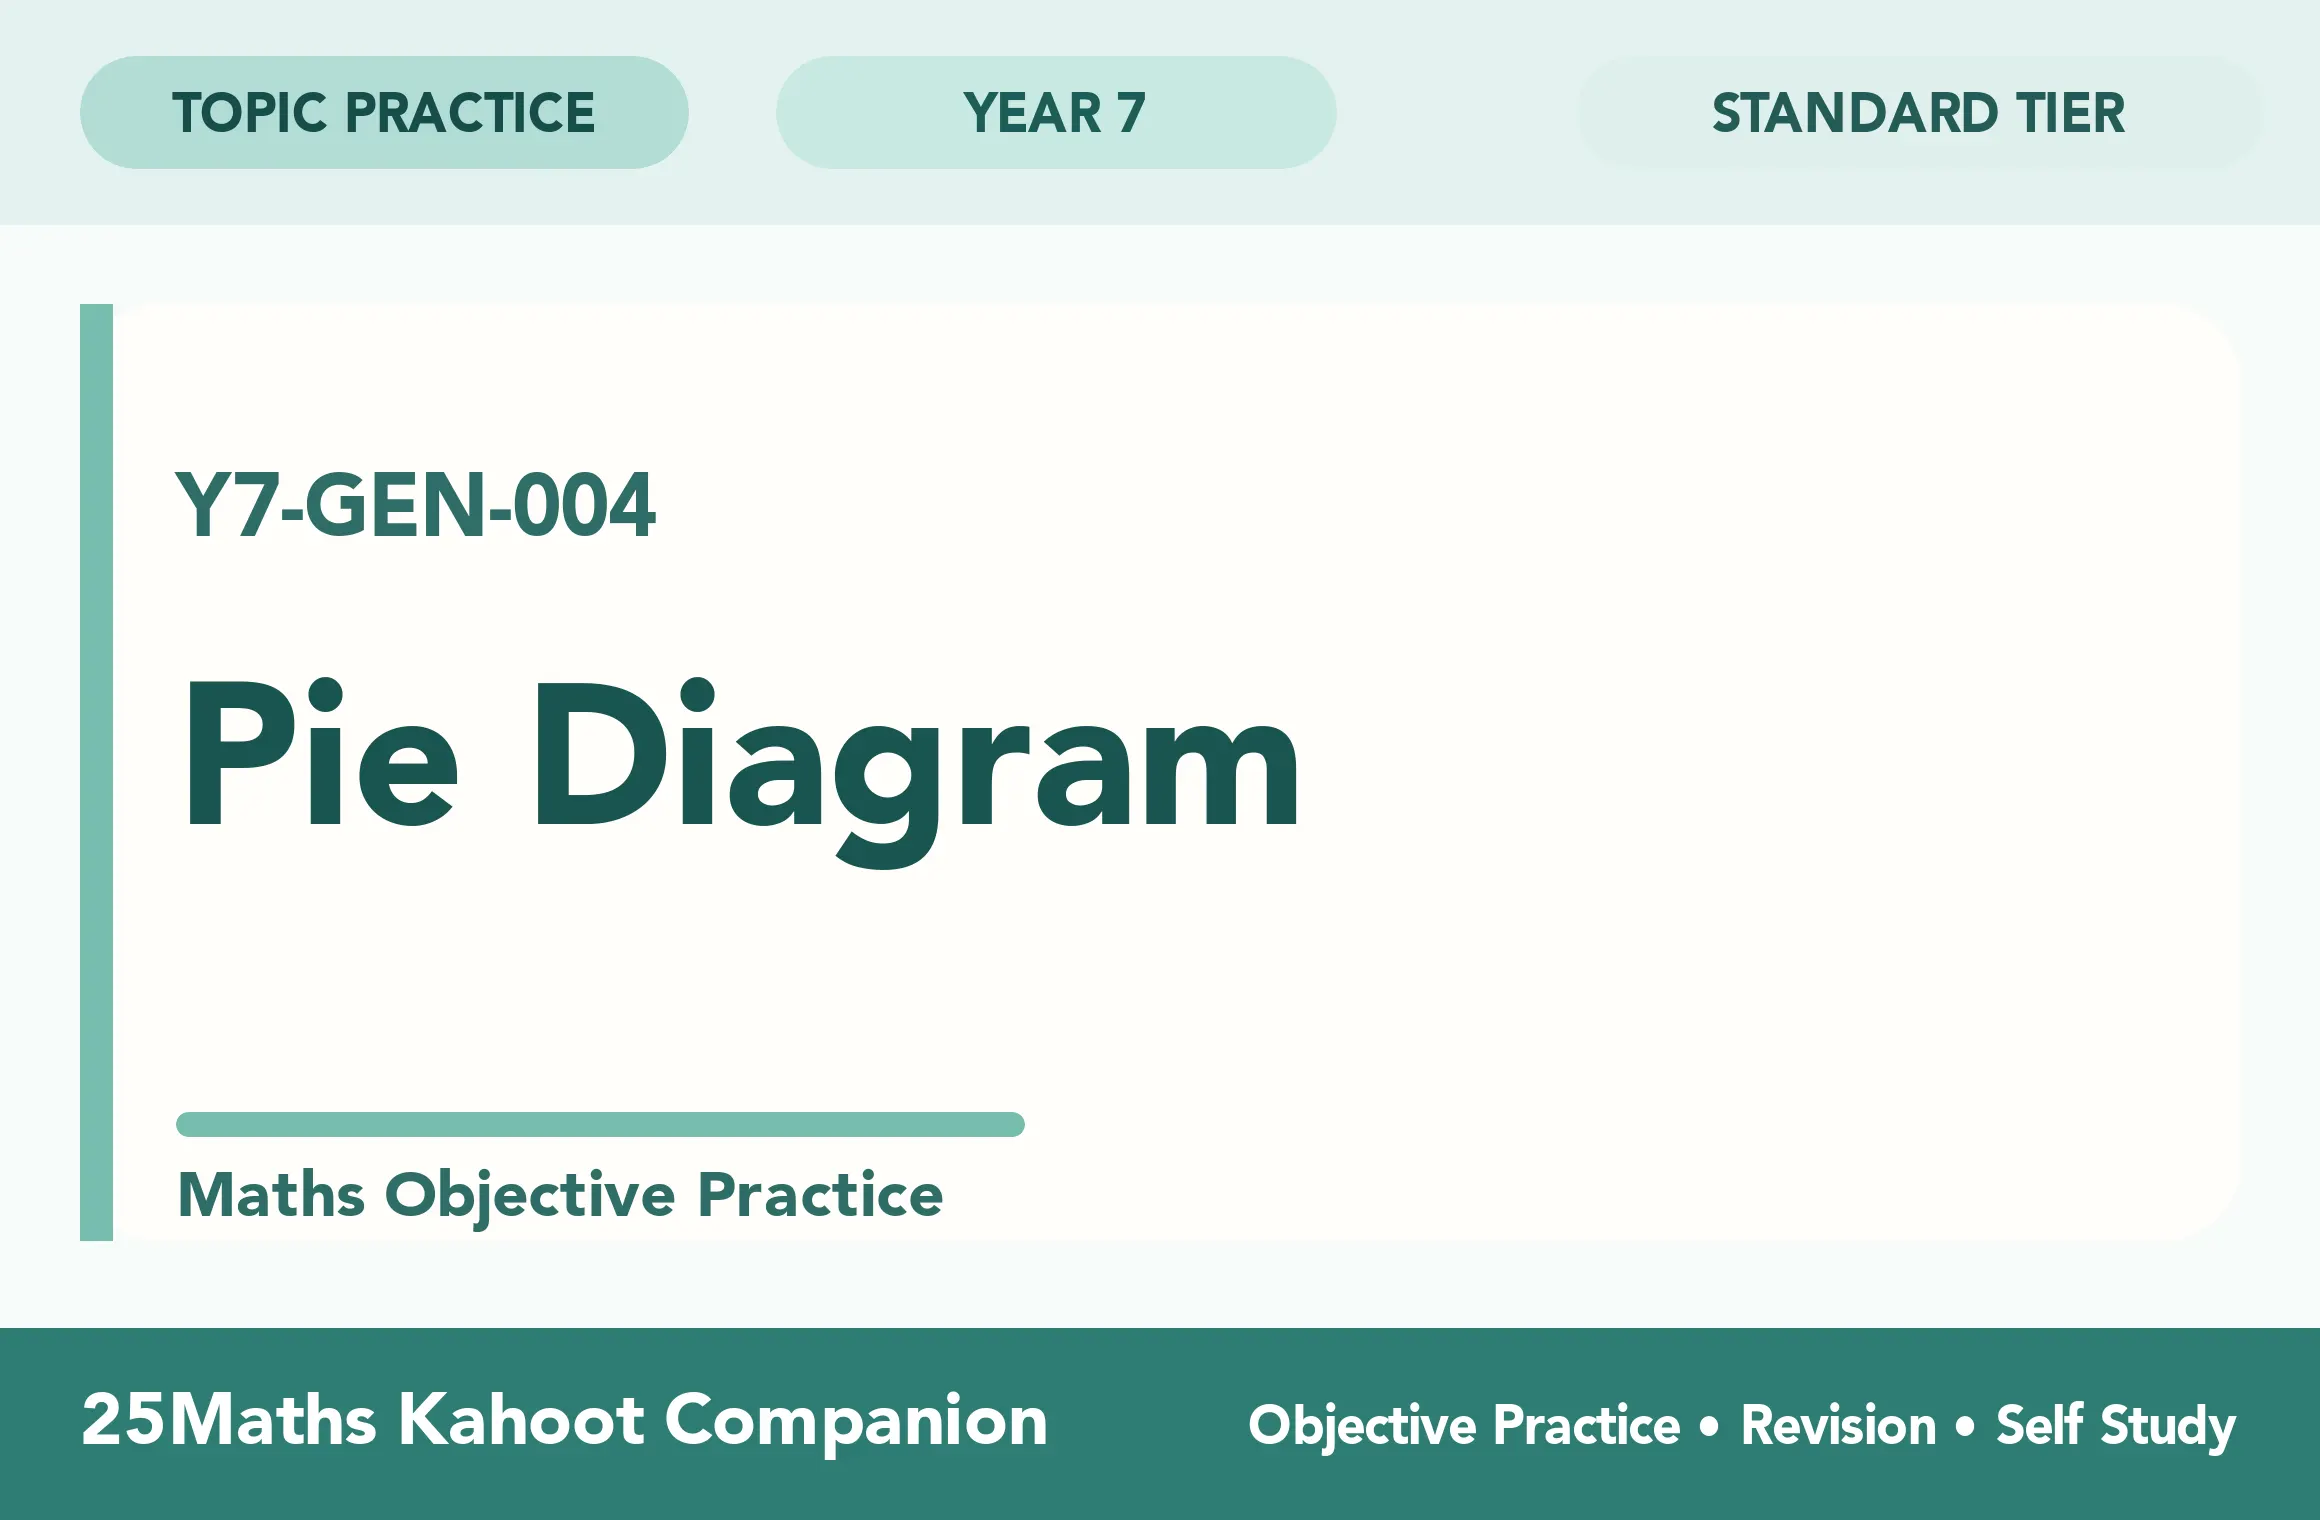 TOPIC PRACTICE
YEAR 7
STANDARD TIER
Y7-GEN-004
Pie Diagram
Maths Objective Practice
25Maths Kahoot Companion
Objective Practice • Revision • Self Study